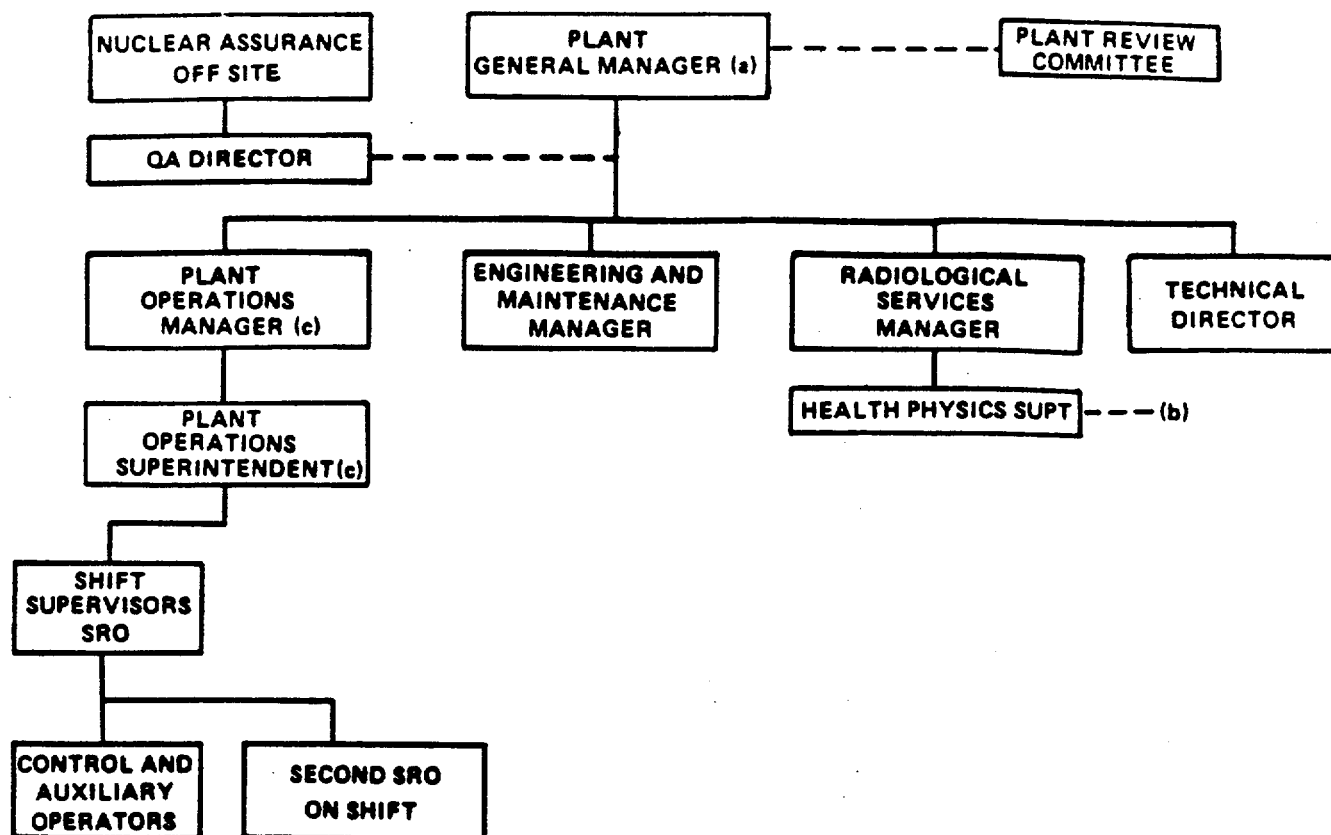 NUCLEAR ASSURANCE
OFF SITE
PLANT
GENERAL MANAGER (a)
PLANT REVIEW
COMMITTEE
QA DIRECTOR
PLANT
OPERATIONS
MANAGER (c)
ENGINEERING AND
MAINTENANCE
MANAGER
RADIOLOGICAL
SERVICES
MANAGER
TECHNICAL
DIRECTOR
PLANT
OPERATIONS
SUPERINTENDENT(c)
HEALTH PHYSICS SUPT
(b)
SHIFT
SUPERVISORS
SRO
CONTROL AND
AUXILIARY
OPERATORS
SECOND SRO
ON SHIFT